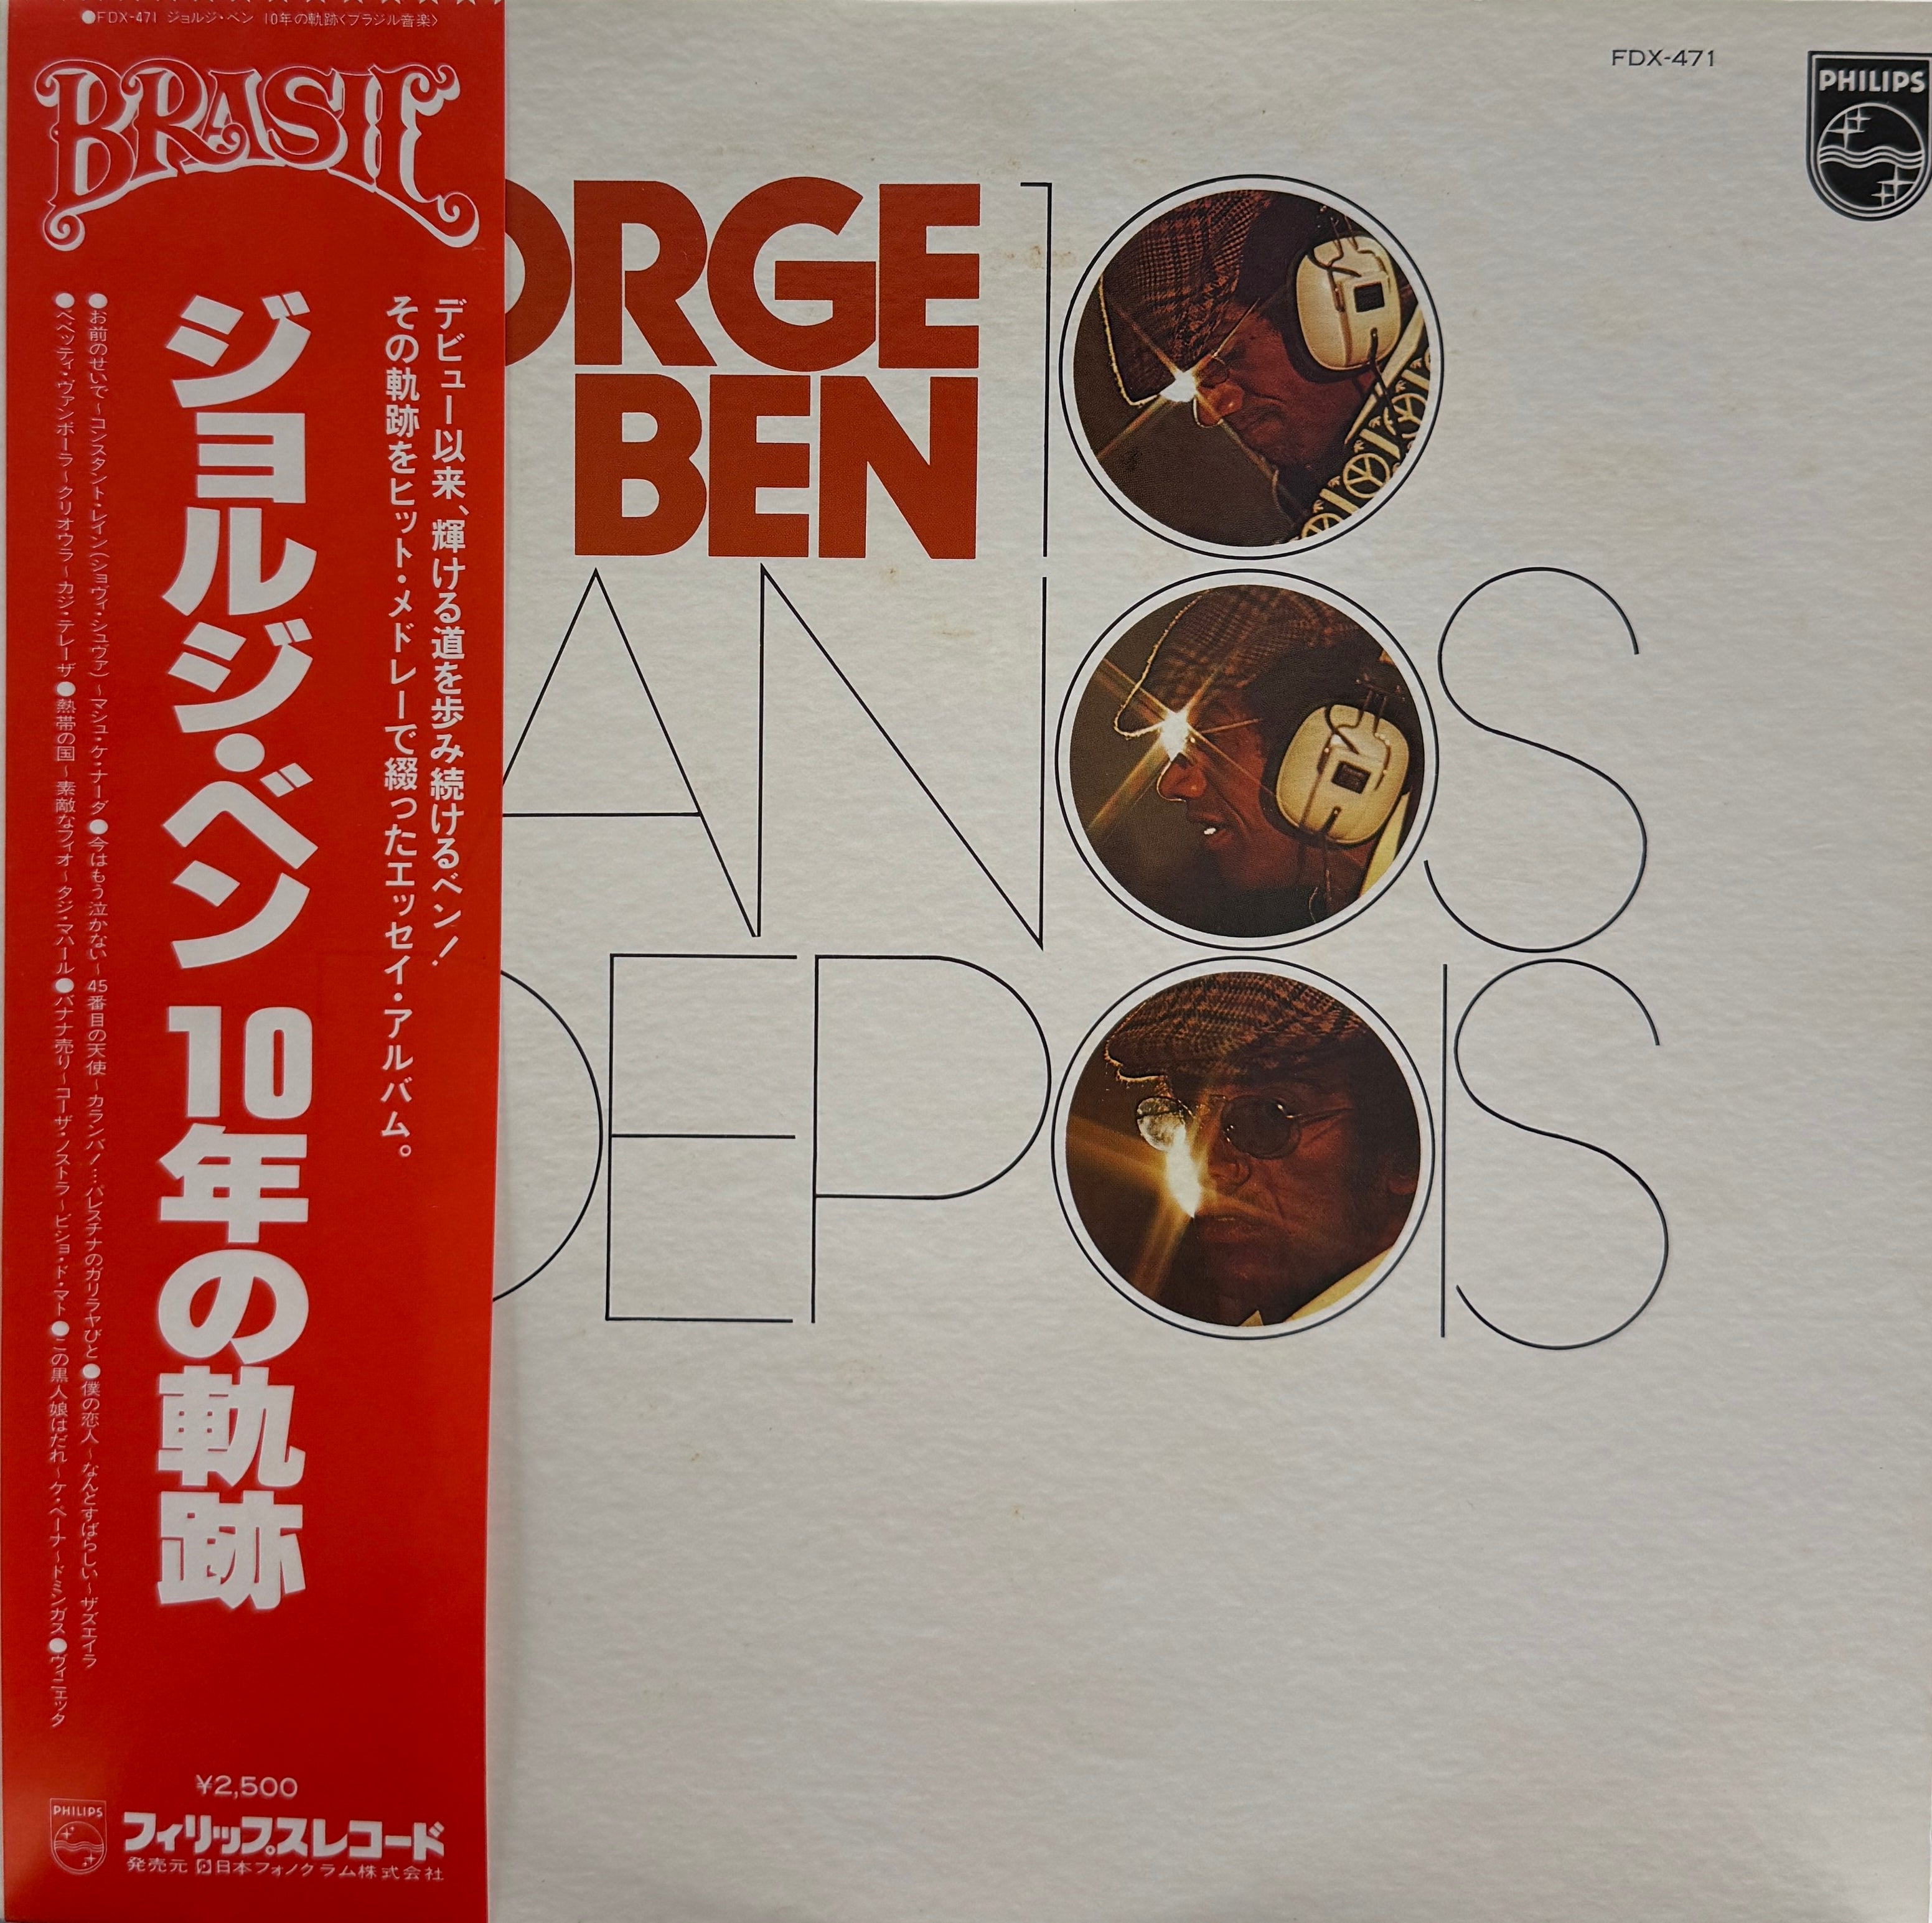 ●FDX-471 ジョルジ・ベン 10年の軌跡<ブラジル音楽>
BRASIL
デビュー以来、輝ける道を歩み続けるベン！
その軌跡をヒット・メドレーで綴ったエッセイ・アルバム。
ジョルジ・ベン 10年の軌跡
●お前のせいで～コンスタント・レイン(ショヴィ・シュヴァ)～マシュ・ケ・ナーダ●今はもう泣かない～45番目の天使～カランバ！…パレスチナのガリラヤびと●僕の恋人～なんとすばらしい～ザズエイラ
●ベベッティ・ヴァンボーラ～クリオウラ～カジ・テレーザ●熱帯の国～素敵なフィオ～タジ・マハール●バナナ売り～コーザ・ノストラ～ビショ・ド・マト●この黒人娘はだれ～ケ・ペーナ～ドミンガス●ヴィニェッタ
¥2,500
PHILIPS
フィリップスレコード
発売元 日本フォノグラム株式会社
FDX-471
PHILIPS
ORGE 10
BEN
ANOS
DEPOIS